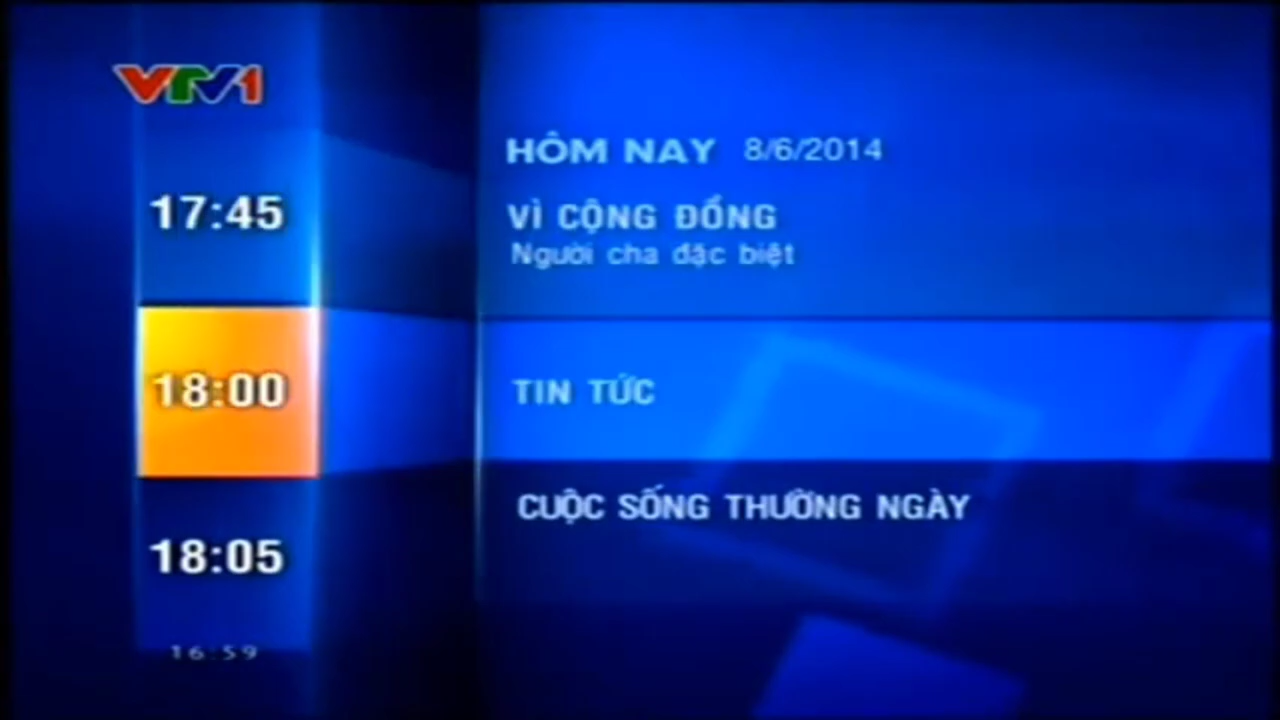 VTV1
HÔM NAY 8/6/2014
17:45 VÌ CỘNG ĐỒNG
Người cha đặc biệt
18:00 TIN TỨC
18:05 CUỘC SỐNG THƯỜNG NGÀY
16:59